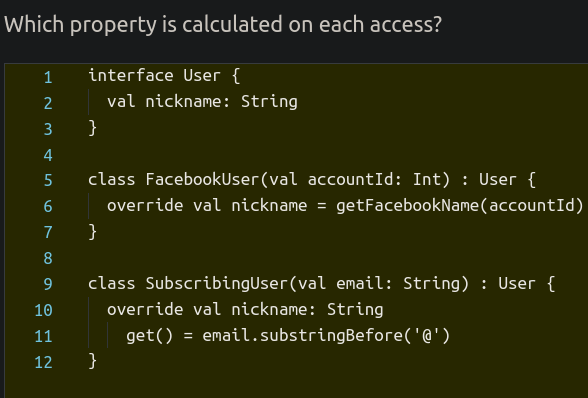 Which property is calculated on each access?
1 interface User {
2 val nickname: String
3 }
4
5 class FacebookUser(val accountId: Int) : User {
6 override val nickname = getFacebookName(accountId)
7 }
8
9 class SubscribingUser(val email: String) : User {
10 override val nickname: String
11 get() = email.substringBefore('@')
12 }